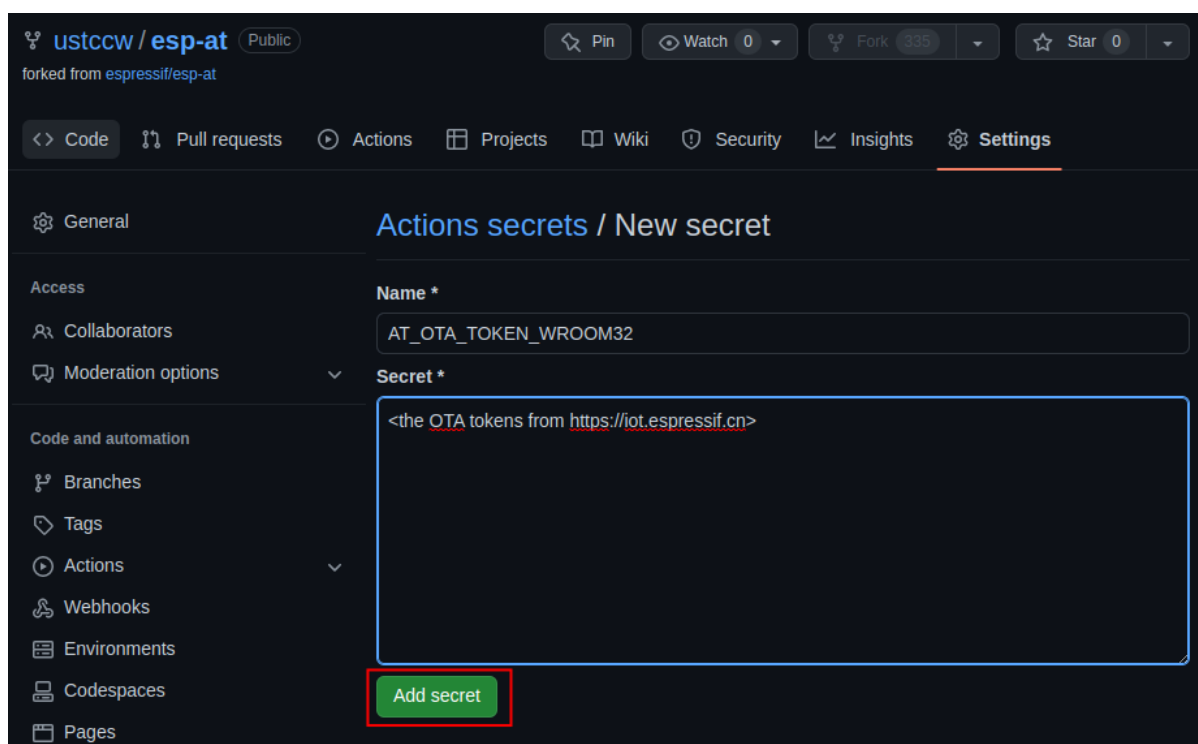 ustccw / esp-at Public
Pin
Watch 0
Fork 335
Star 0
forked from espressif/esp-at
Code
Pull requests
Actions
Projects
Wiki
Security
Insights
Settings
General
Access
Collaborators
Moderation options
Code and automation
Branches
Tags
Actions
Webhooks
Environments
Codespaces
Pages
Actions secrets / New secret
Name *
AT_OTA_TOKEN_WROOM32
Secret *
<the OTA tokens from https://iot.espressif.cn>
Add secret